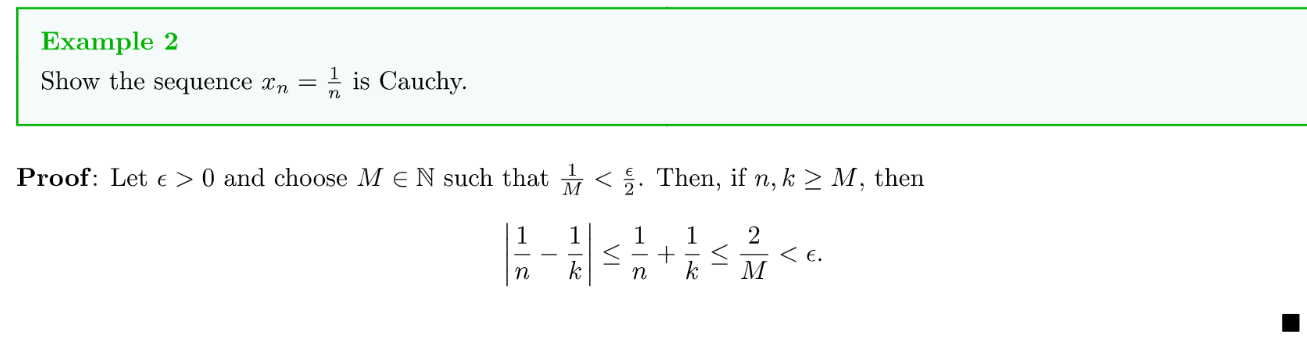 Example 2
Show the sequence $x_n = \frac{1}{n}$ is Cauchy.
Proof: Let $\epsilon > 0$ and choose $M \in \mathbb{N}$ such that $\frac{1}{M} < \frac{\epsilon}{2}$. Then, if $n, k \geq M$, then
$\left|\frac{1}{n} - \frac{1}{k}\right| \leq \frac{1}{n} + \frac{1}{k} \leq \frac{2}{M} < \epsilon.$
■